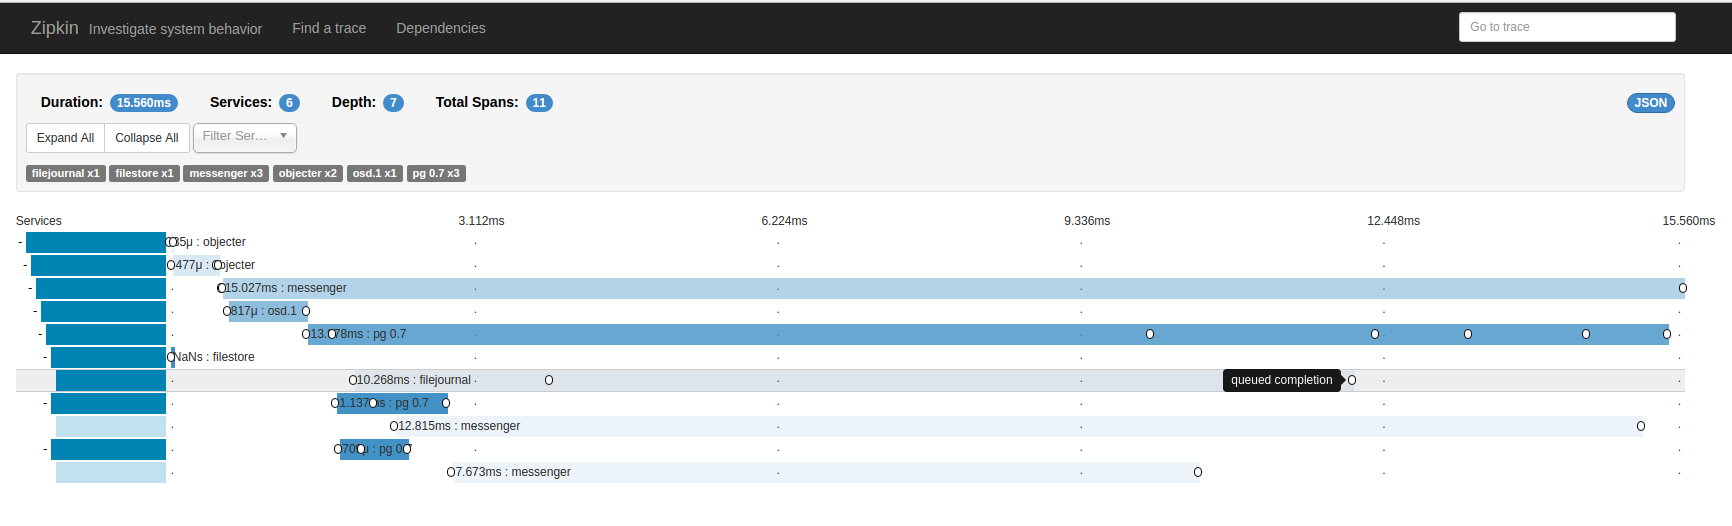 Zipkin Investigate system behavior Find a trace Dependencies Go to trace
Duration: 15.560ms Services: 6 Depth: 7 Total Spans: 11 JSON
Expand All Collapse All Filter Ser...
filejournal x1 filestore x1 messenger x3 objecter x2 osd.1 x1 pg 0.7 x3
Services 3.112ms 6.224ms 9.336ms 12.448ms 15.560ms
- 35μ : objecter
- 477μ : objecter
- 15.027ms : messenger
- 817μ : osd.1
- : pg 0.7
- NaNs : filestore
10.268ms : filejournal queued completion
- 1.137ms : pg 0.7
12.815ms : messenger
- : pg 0.7
7.673ms : messenger